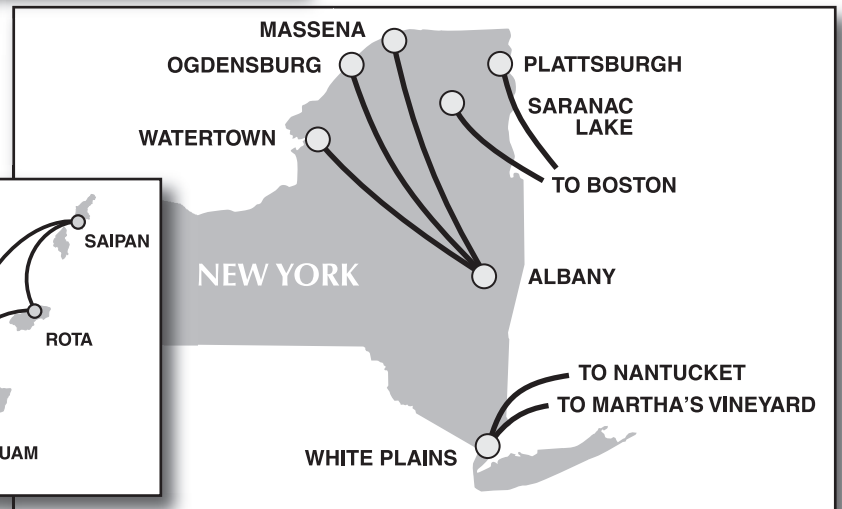 MASSENA
OGDENSBURG
PLATTSBURGH
SARANAC
LAKE
WATERTOWN
TO BOSTON
SAIPAN
NEW YORK
ALBANY
ROTA
TO NANTUCKET
TO MARTHA'S VINEYARD
UAM
WHITE PLAINS